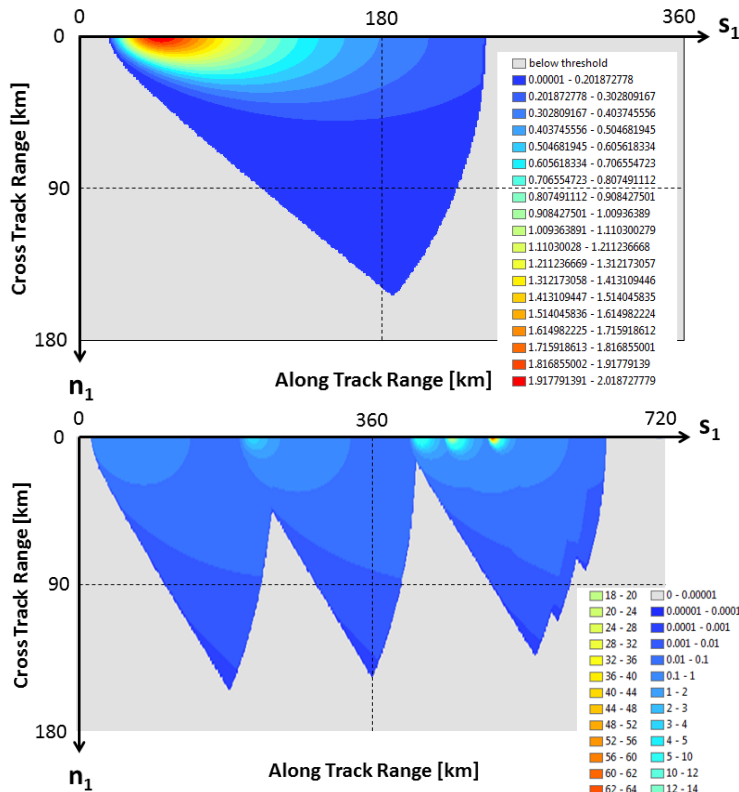 0 180 360 S₁
0
90
180
Cross Track Range [km]
n₁
Along Track Range [km]
below threshold
0.00001 - 0.201872778
0.201872778 - 0.302809167
0.302809167 - 0.403745556
0.403745556 - 0.504681945
0.504681945 - 0.605618334
0.605618334 - 0.706554723
0.706554723 - 0.807491112
0.807491112 - 0.908427501
0.908427501 - 1.00936389
1.009363891 - 1.110300279
1.11030028 - 1.211236668
1.211236669 - 1.312173057
1.312173058 - 1.413109446
1.413109447 - 1.514045835
1.514045836 - 1.614982224
1.614982225 - 1.715918612
1.715918613 - 1.816855001
1.816855002 - 1.91779139
1.917791391 - 2.018727779
0 360 720 S₁
0
90
180
Cross Track Range [km]
n₁
Along Track Range [km]
18 - 20
20 - 24
24 - 28
28 - 32
32 - 36
36 - 40
40 - 44
44 - 48
48 - 52
52 - 56
56 - 60
60 - 62
62 - 64
0 - 0.00001
0.00001 - 0.0001
0.0001 - 0.001
0.001 - 0.01
0.01 - 0.1
0.1 - 1
1 - 2
2 - 3
3 - 4
4 - 5
5 - 10
10 - 12
12 - 14